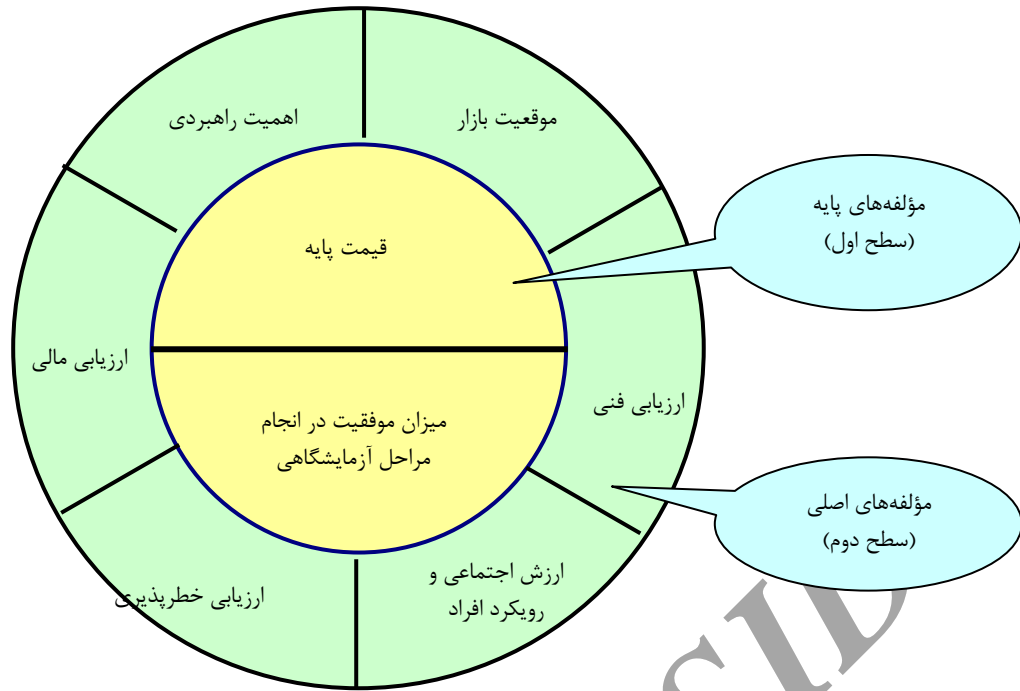 اهمیت راهبردی
موقعیت بازار
مؤلفه‌های پایه
(سطح اول)
قیمت پایه
ارزیابی مالی
ارزیابی فنی
میزان موفقیت در انجام
مراحل آزمایشگاهی
مؤلفه‌های اصلی
(سطح دوم)
ارزش اجتماعی و
رویکرد افراد
ارزیابی خطرپذیری
SID